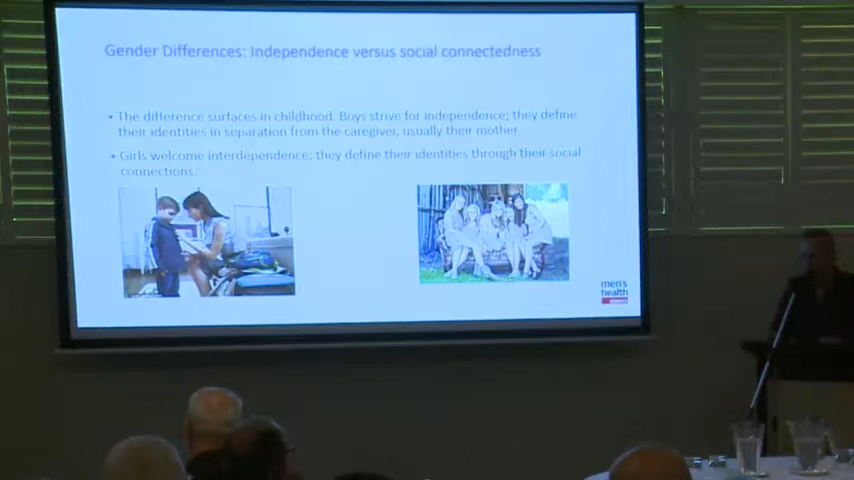 Gender Differences: Independence versus social connectedness
• The difference surfaces in childhood. Boys strive for independence; they define
their identities in separation from the caregiver, usually their mother.
• Girls welcome interdependence; they define their identities through their social
connections.
men's
health